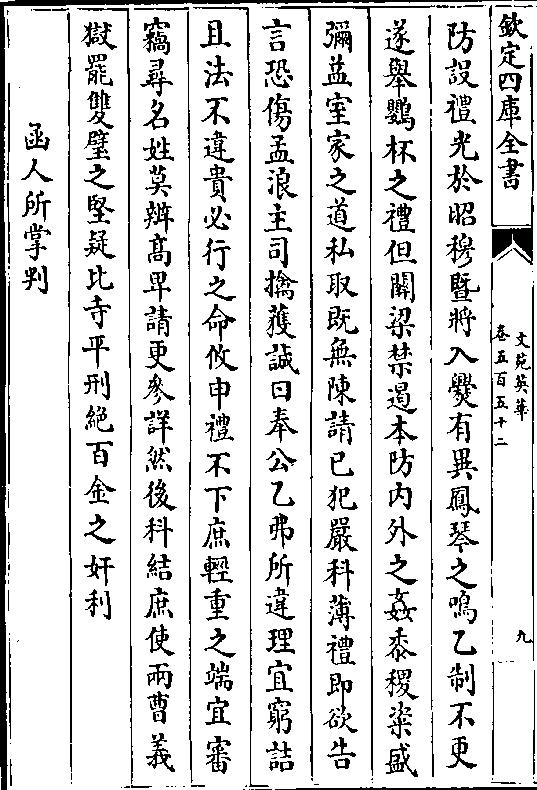 欽定四庫全書
文苑英華
卷五百五十二
九
防設禮光於昭穆暨將入㸑有異鳳琴之鳴乙制不更
遂舉鸚杯之禮但關梁禁遏本防内外之姦黍稷粢盛
彌益室家之道私取既無陳請已犯嚴科薄禮即欲告
言恐傷孟浪主司擒獲誠曰奉公乙弗所違理宜窮詰
且法不違貴必行之命攸申禮不下庶輕重之端宜審
竊尋名姓莫辨髙卑請更參詳然後科結庶使兩曹義
獄罷雙璧之堅疑比寺平刑絶百金之奸利
函人所掌判